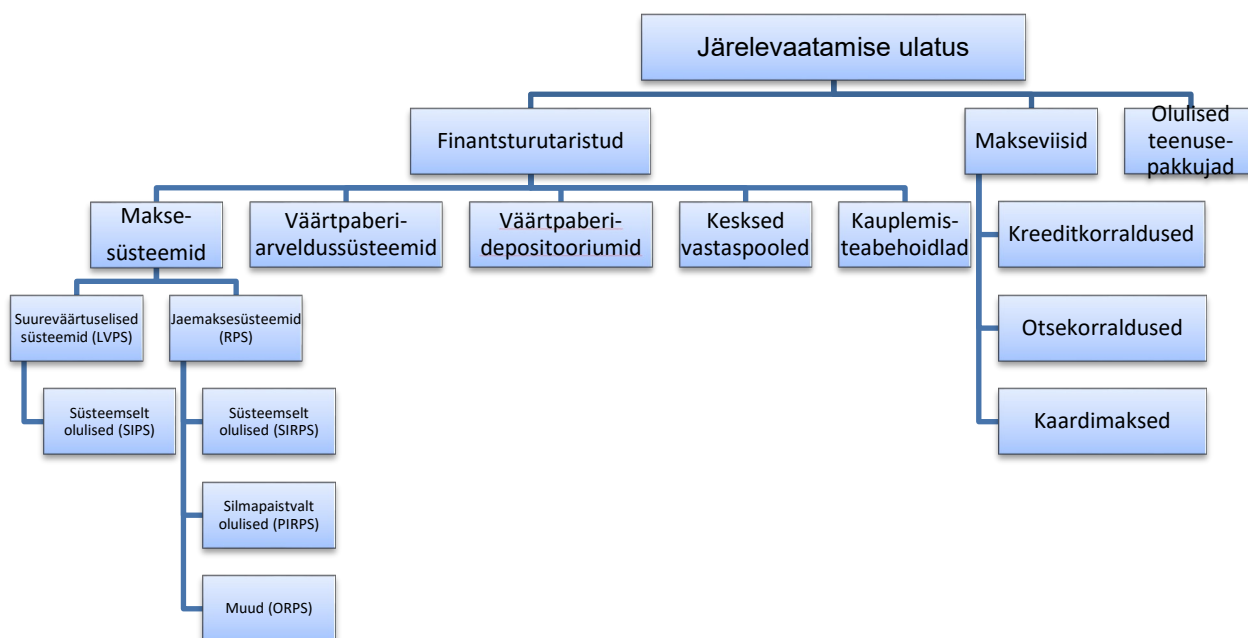 Järelevaatamise ulatus
Finantsturutaristud
Makseviisid
Olulised
teenuse-
pakkujad
Makse-
süsteemid
Väärtpaberi-
arveldussüsteemid
Väärtpaberi-
depositooriumid
Kesksed
vastaspooled
Kauplemis-
teabehoidlad
Kreeditkorraldused
Otsekorraldused
Kaardimaksed
Suureväärtuselised
süsteemid (LVPS)
Jaemaksesüsteemid
(RPS)
Süsteemselt
olulised (SIPS)
Süsteemselt
olulised (SIRPS)
Silmapaistvalt
olulised (PIRPS)
Muud (ORPS)